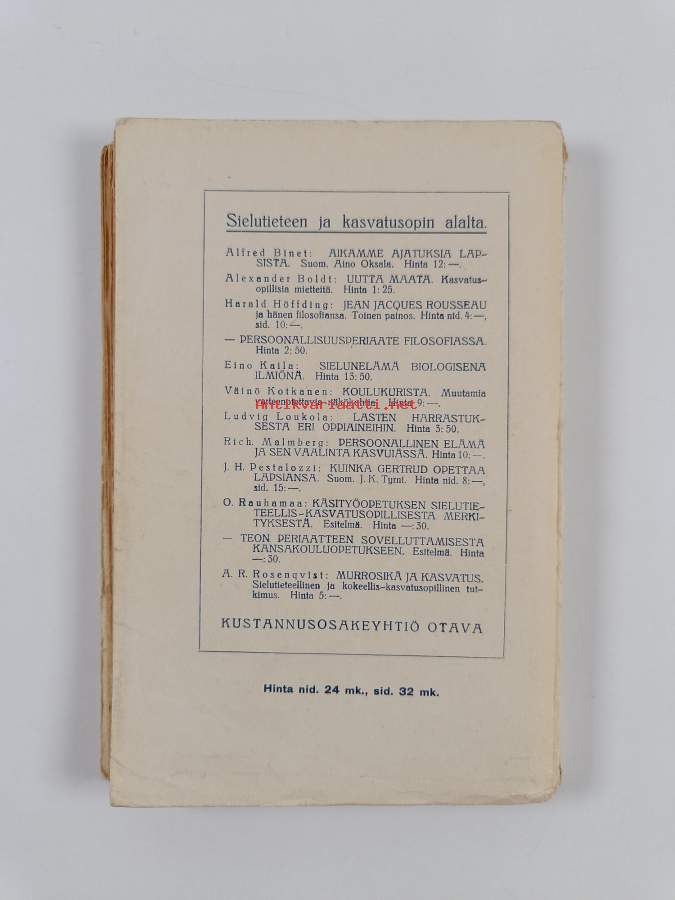 Sielutieteen ja kasvatusopin alalta.
Alfred Binet: AIKAMME AJATUKSIA LAP-
SISTA. Suom. Aino Oksala. Hinta 12:—.
Alexander Boldt: UUTTA MAATA. Kasvatus-
opillisia mietteitä. Hinta 1:25.
Harald Höffding: JEAN JACQUES ROUSSEAU
ja hänen filosofiansa. Toinen painos. Hinta nid. 4:—,
sid. 10:—.
— PERSOONALLISUUSPERIAATE FILOSOFIASSA.
Hinta 2:50.
Eino Kaila: SIELUNELÄMÄ BIOLOGISENA
ILMIÖNÄ. Hinta 13:50.
Väinö Kotkanen: KOULUKURISTA. Muutamia
varteenotettavia näkökohtia. Hinta 9:—.
Antikvariaatti.net
Ludvig Loukola: LASTEN HARRASTUK-
SESTA ERI OPPIAINEIHIN. Hinta 3:50.
Rich. Malmberg: PERSOONALLINEN ELÄMÄ
JA SEN VAALINTA KASVUIÄSSÄ. Hinta 10:—.
J. H. Pestalozzi: KUINKA GERTRUD OPETTAA
LAPSIANSA. Suom. J. K. Tyrni. Hinta nid. 8:—,
sid. 15:—.
O. Rauhamaa: KÄSITYÖOPETUKSEN SIELUTIE-
TEELLIS-KASVATUSOPILLISESTA MERKI-
TYKSESTÄ. Esitelmä. Hinta —:30.
— TEON PERIAATTEEN SOVELLUTTAMISESTA
KANSAKOULUOPETUKSEEN. Esitelmä. Hinta
—:30.
A. R. Rosenqvist: MURROSIKÄ JA KASVATUS.
Sielutieteellinen ja kokeellis-kasvatusopillinen tut-
kimus. Hinta 5:—.
KUSTANNUSOSAKEYHTIÖ OTAVA
Hinta nid. 24 mk., sid. 32 mk.